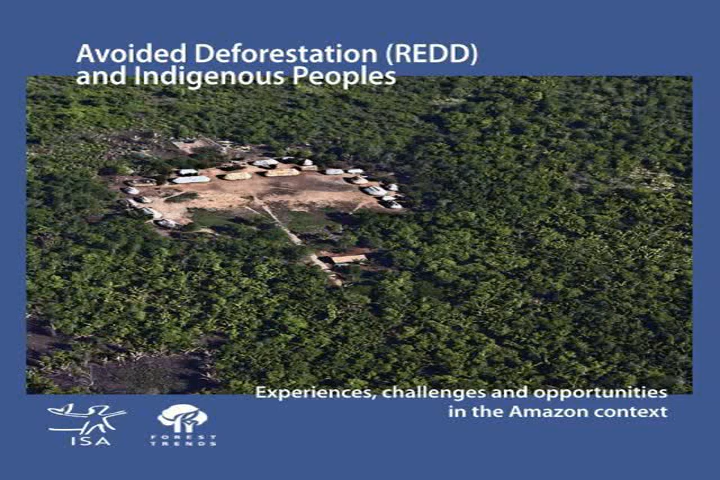 Avoided Deforestation (REDD)
and Indigenous Peoples
Experiences, challenges and opportunities
in the Amazon context
ISA
FOREST
TRENDS